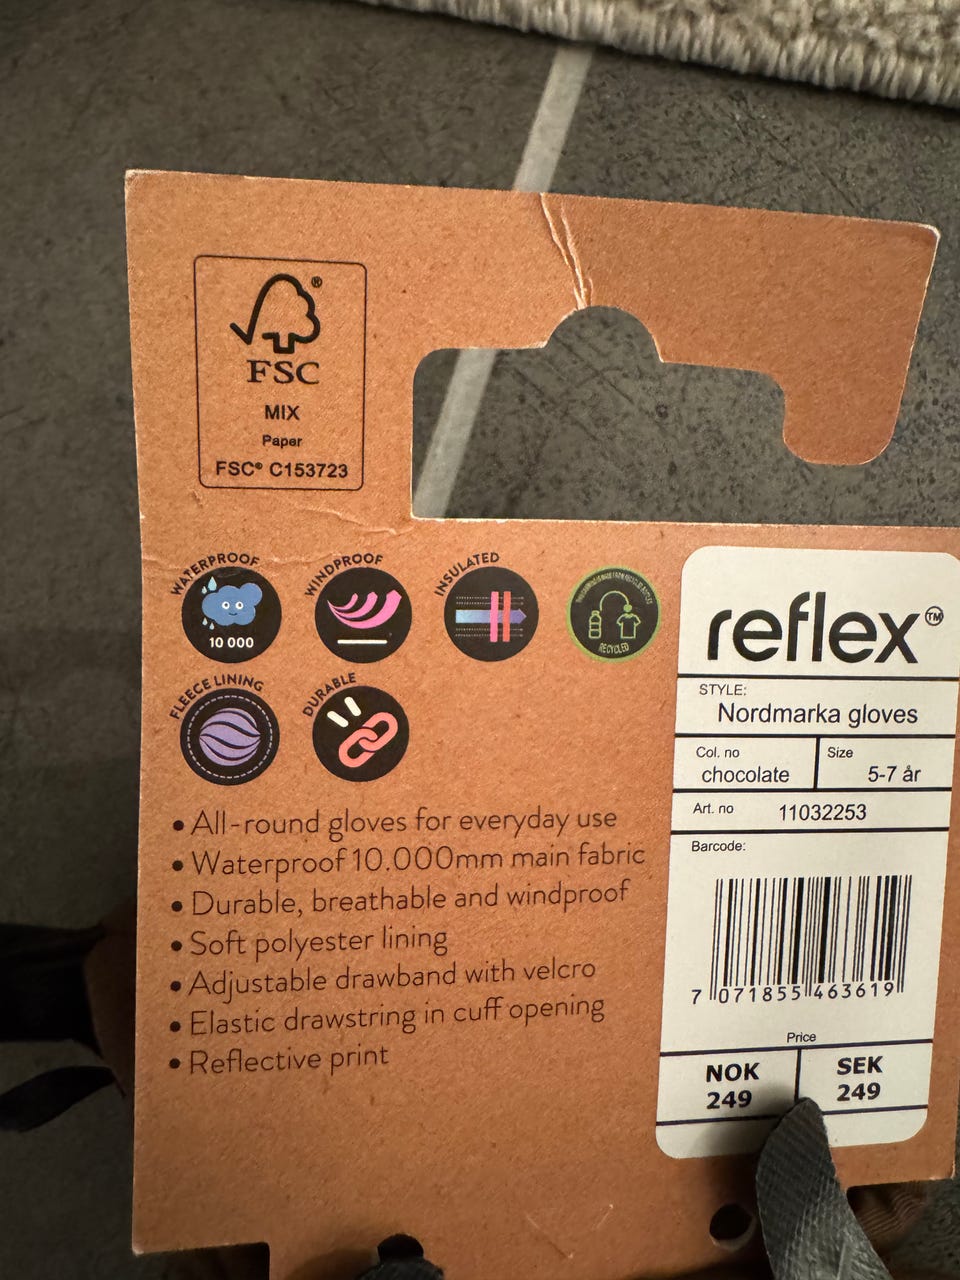 ®
FSC
MIX
Paper
FSC® C153723
WATERPROOF
10 000
WINDPROOF
INSULATED
RECYCLED
FLEECE LINING
DURABLE
• All-round gloves for everyday use
• Waterproof 10.000mm main fabric
• Durable, breathable and windproof
• Soft polyester lining
• Adjustable drawband with velcro
• Elastic drawstring in cuff opening
• Reflective print
reflex™
STYLE:
Nordmarka gloves
Col. no
chocolate
Size
5-7 år
Art. no 11032253
Barcode:
7 071855 463619
Price
NOK
249
SEK
249